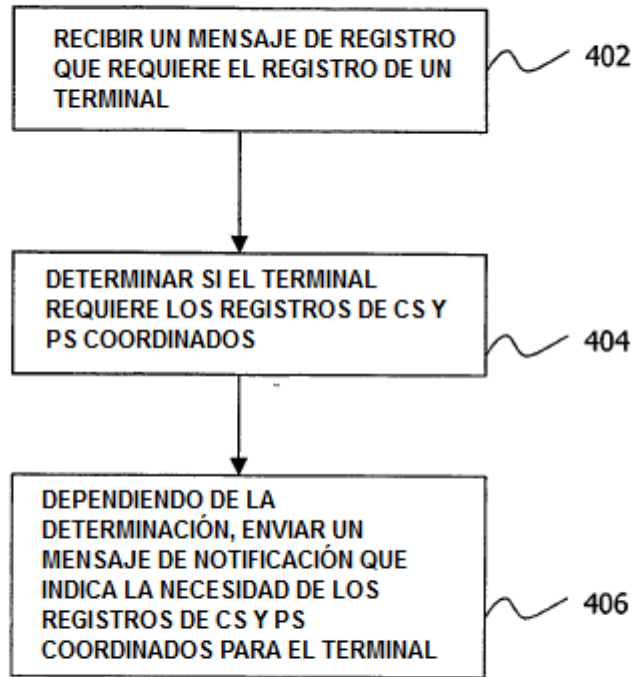 RECIBIR UN MENSAJE DE REGISTRO
QUE REQUIERE EL REGISTRO DE UN
TERMINAL
402
DETERMINAR SI EL TERMINAL
REQUIERE LOS REGISTROS DE CS Y
PS COORDINADOS
404
DEPENDIENDO DE LA
DETERMINACIÓN, ENVIAR UN
MENSAJE DE NOTIFICACIÓN QUE
INDICA LA NECESIDAD DE LOS
REGISTROS DE CS Y PS
COORDINADOS PARA EL TERMINAL
406